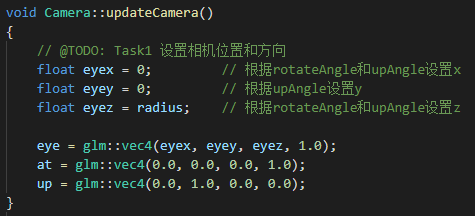 void Camera::updateCamera()
{
    // @TODO: Task1 设置相机位置和方向
    float eyex = 0;         // 根据rotateAngle和upAngle设置x
    float eyey = 0;         // 根据upAngle设置y
    float eyez = radius;    // 根据rotateAngle和upAngle设置z
    eye = glm::vec4(eyex, eyey, eyez, 1.0);
    at = glm::vec4(0.0, 0.0, 0.0, 1.0);
    up = glm::vec4(0.0, 1.0, 0.0, 0.0);
}